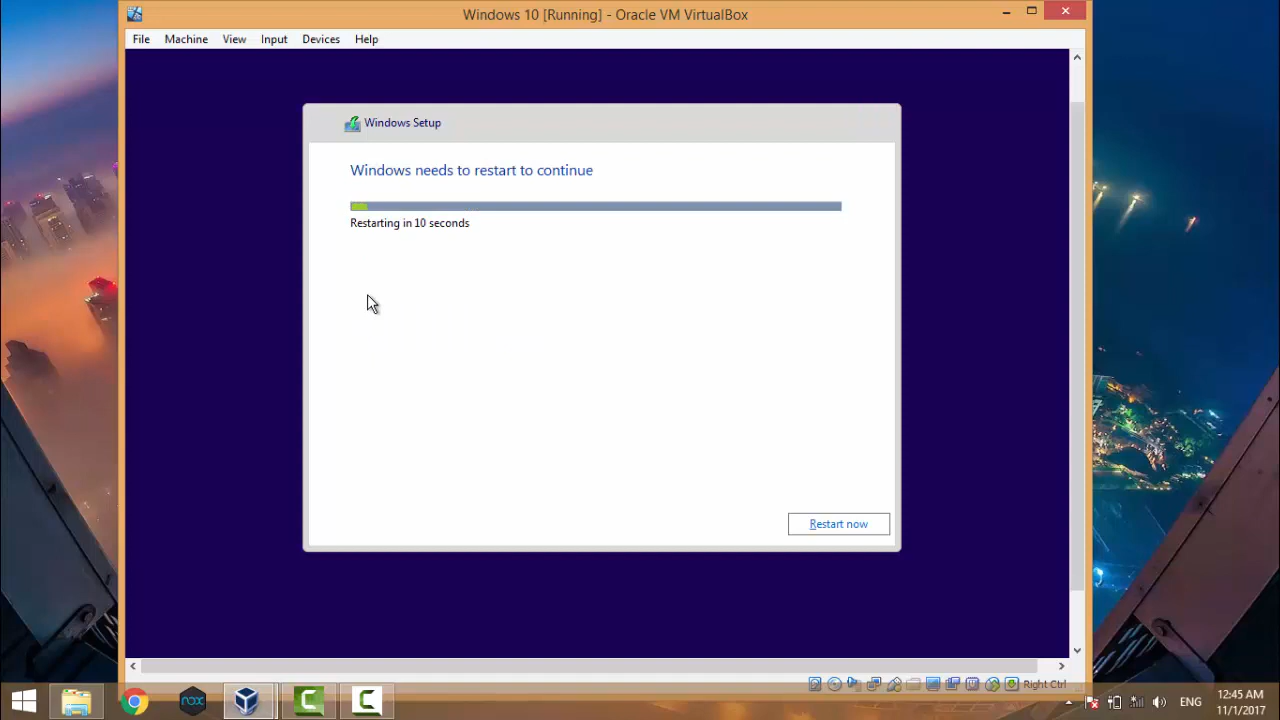 Windows 10 [Running] - Oracle VM VirtualBox
File Machine View Input Devices Help
Windows Setup
Windows needs to restart to continue
Restarting in 10 seconds
Restart now
Right Ctrl
nox
ENG
12:45 AM
11/1/2017